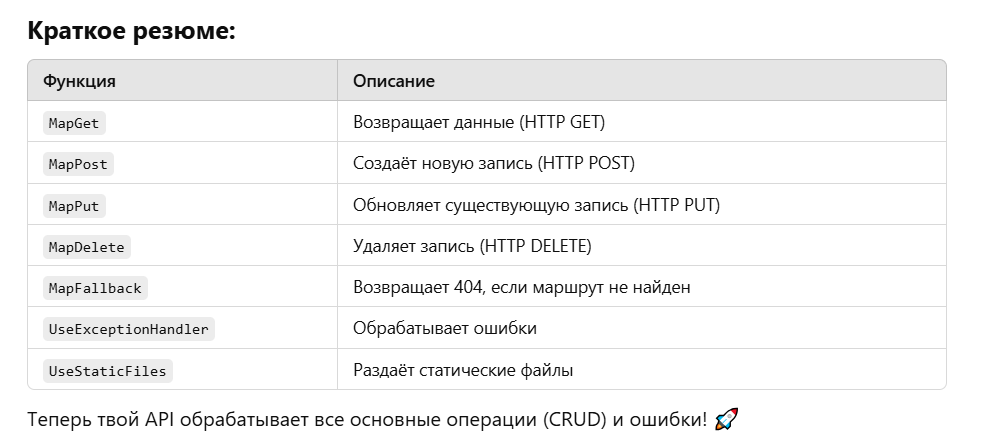 Краткое резюме:
Функция Описание
MapGet Возвращает данные (HTTP GET)
MapPost Создаёт новую запись (HTTP POST)
MapPut Обновляет существующую запись (HTTP PUT)
MapDelete Удаляет запись (HTTP DELETE)
MapFallback Возвращает 404, если маршрут не найден
UseExceptionHandler Обрабатывает ошибки
UseStaticFiles Раздаёт статические файлы
Теперь твой API обрабатывает все основные операции (CRUD) и ошибки! 🚀